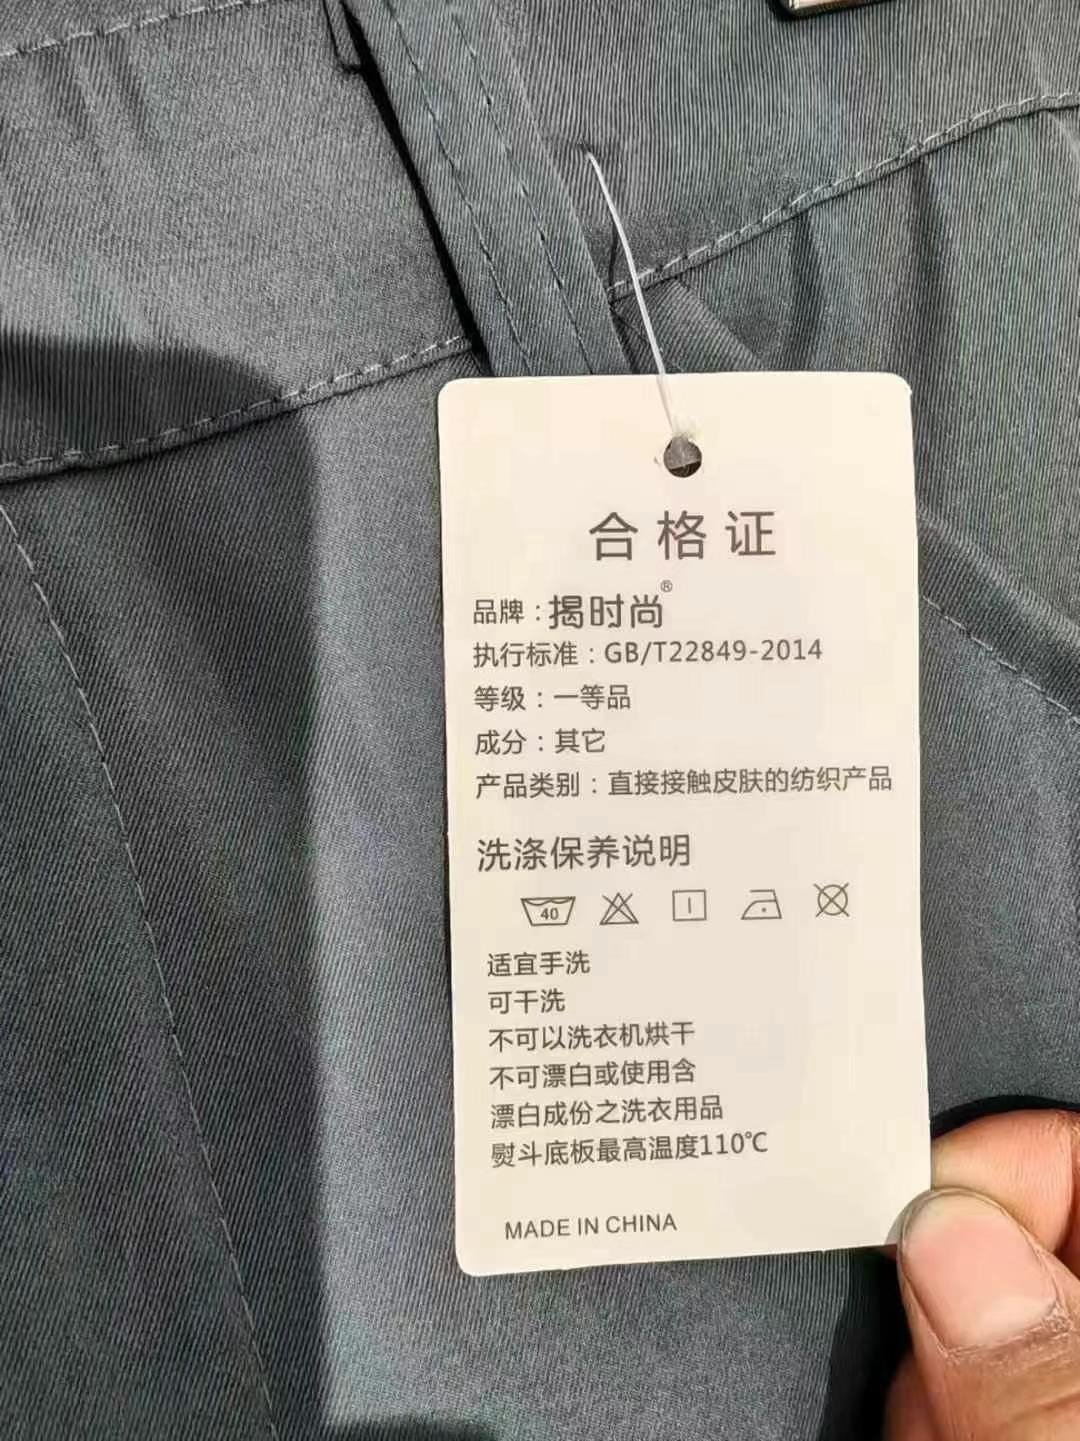 合格证
品牌：揭时尚®
执行标准：GB/T22849-2014
等级：一等品
成分：其它
产品类别：直接接触皮肤的纺织产品
洗涤保养说明
40
适宜手洗
可干洗
不可以洗衣机烘干
不可漂白或使用含
漂白成份之洗衣用品
熨斗底板最高温度110℃
MADE IN CHINA